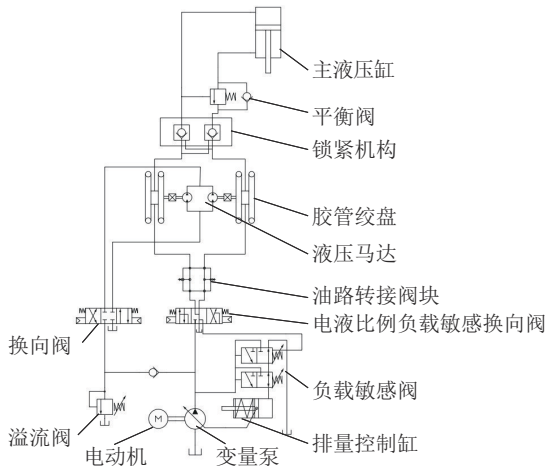 主液压缸
平衡阀
锁紧机构
胶管绞盘
液压马达
油路转接阀块
电液比例负载敏感换向阀
换向阀
负载敏感阀
溢流阀
M
排量控制缸
电动机
变量泵